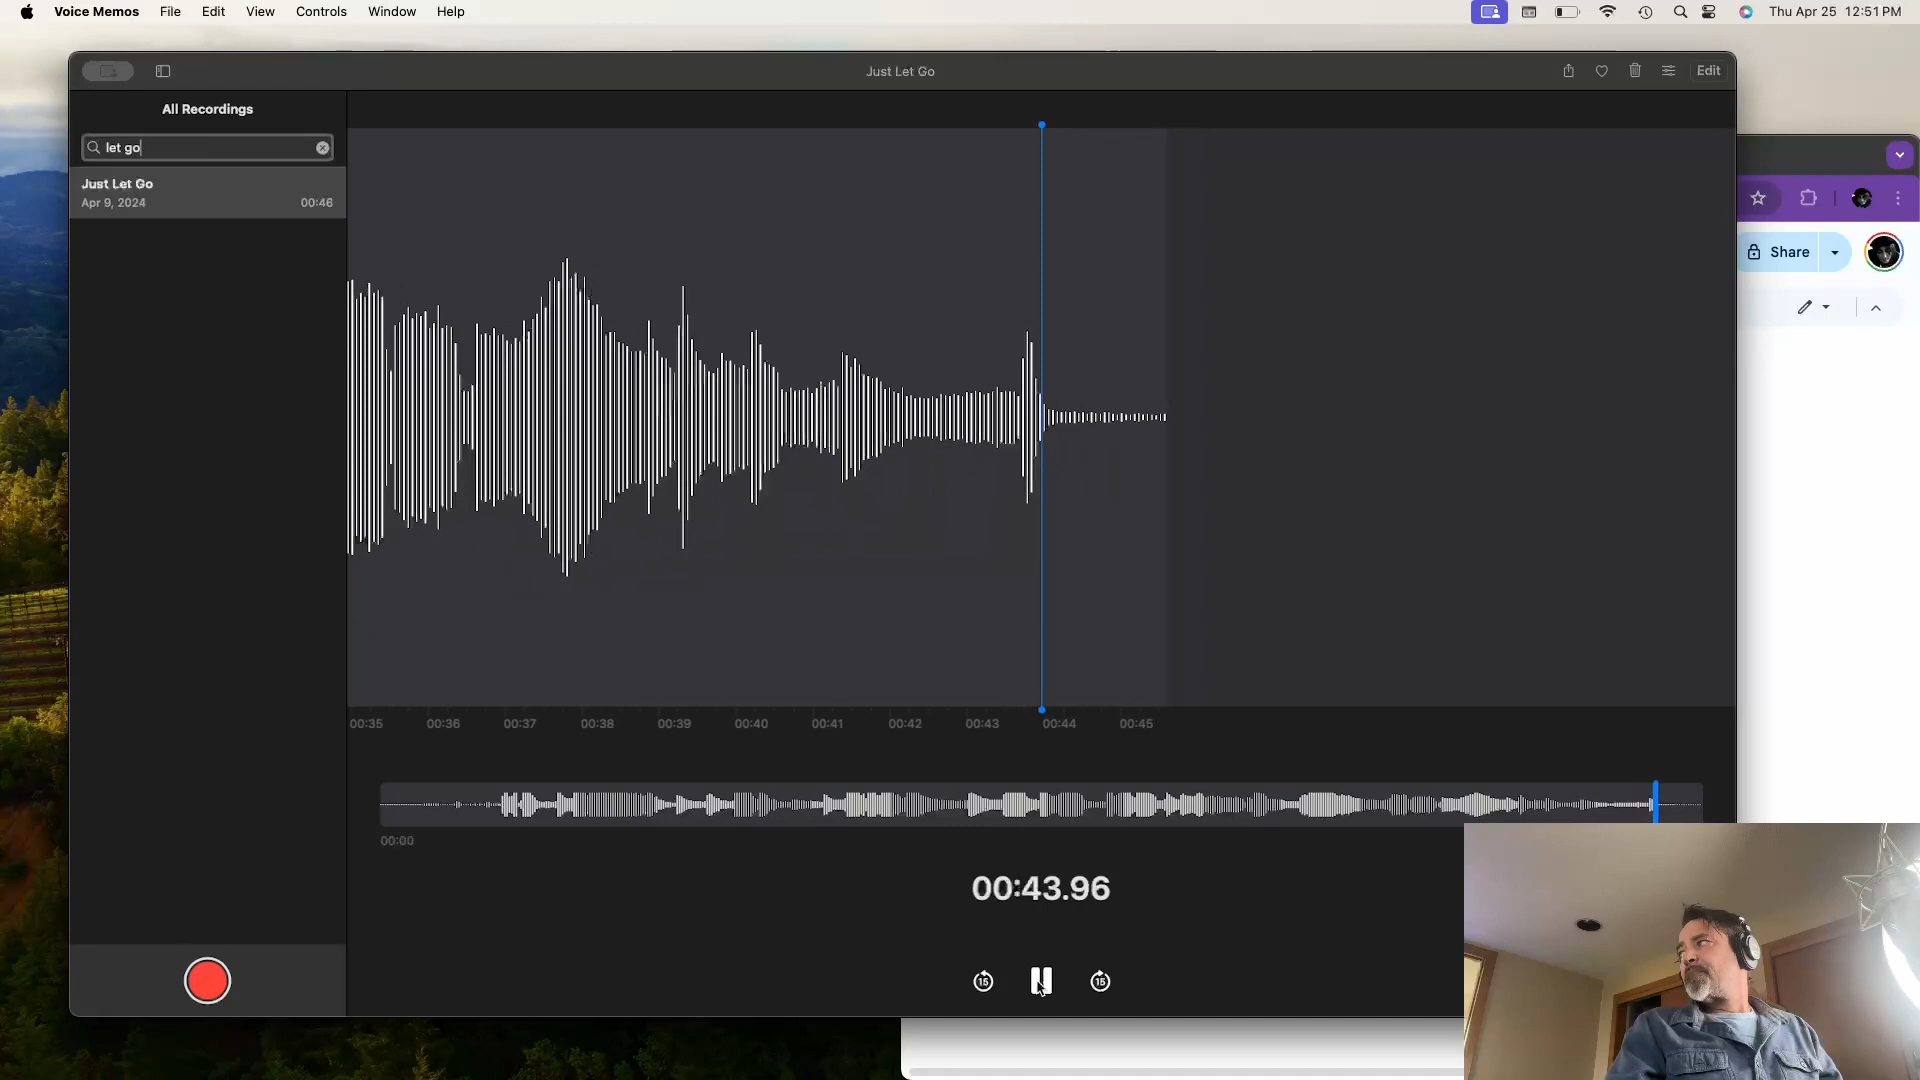 Voice Memos File Edit View Controls Window Help Thu Apr 25 12:51 PM
Just Let Go
Edit
All Recordings
let go
Just Let Go
Apr 9, 2024 00:46
Share
00:35 00:36 00:37 00:38 00:39 00:40 00:41 00:42 00:43 00:44 00:45
00:00
00:43.96
15 15